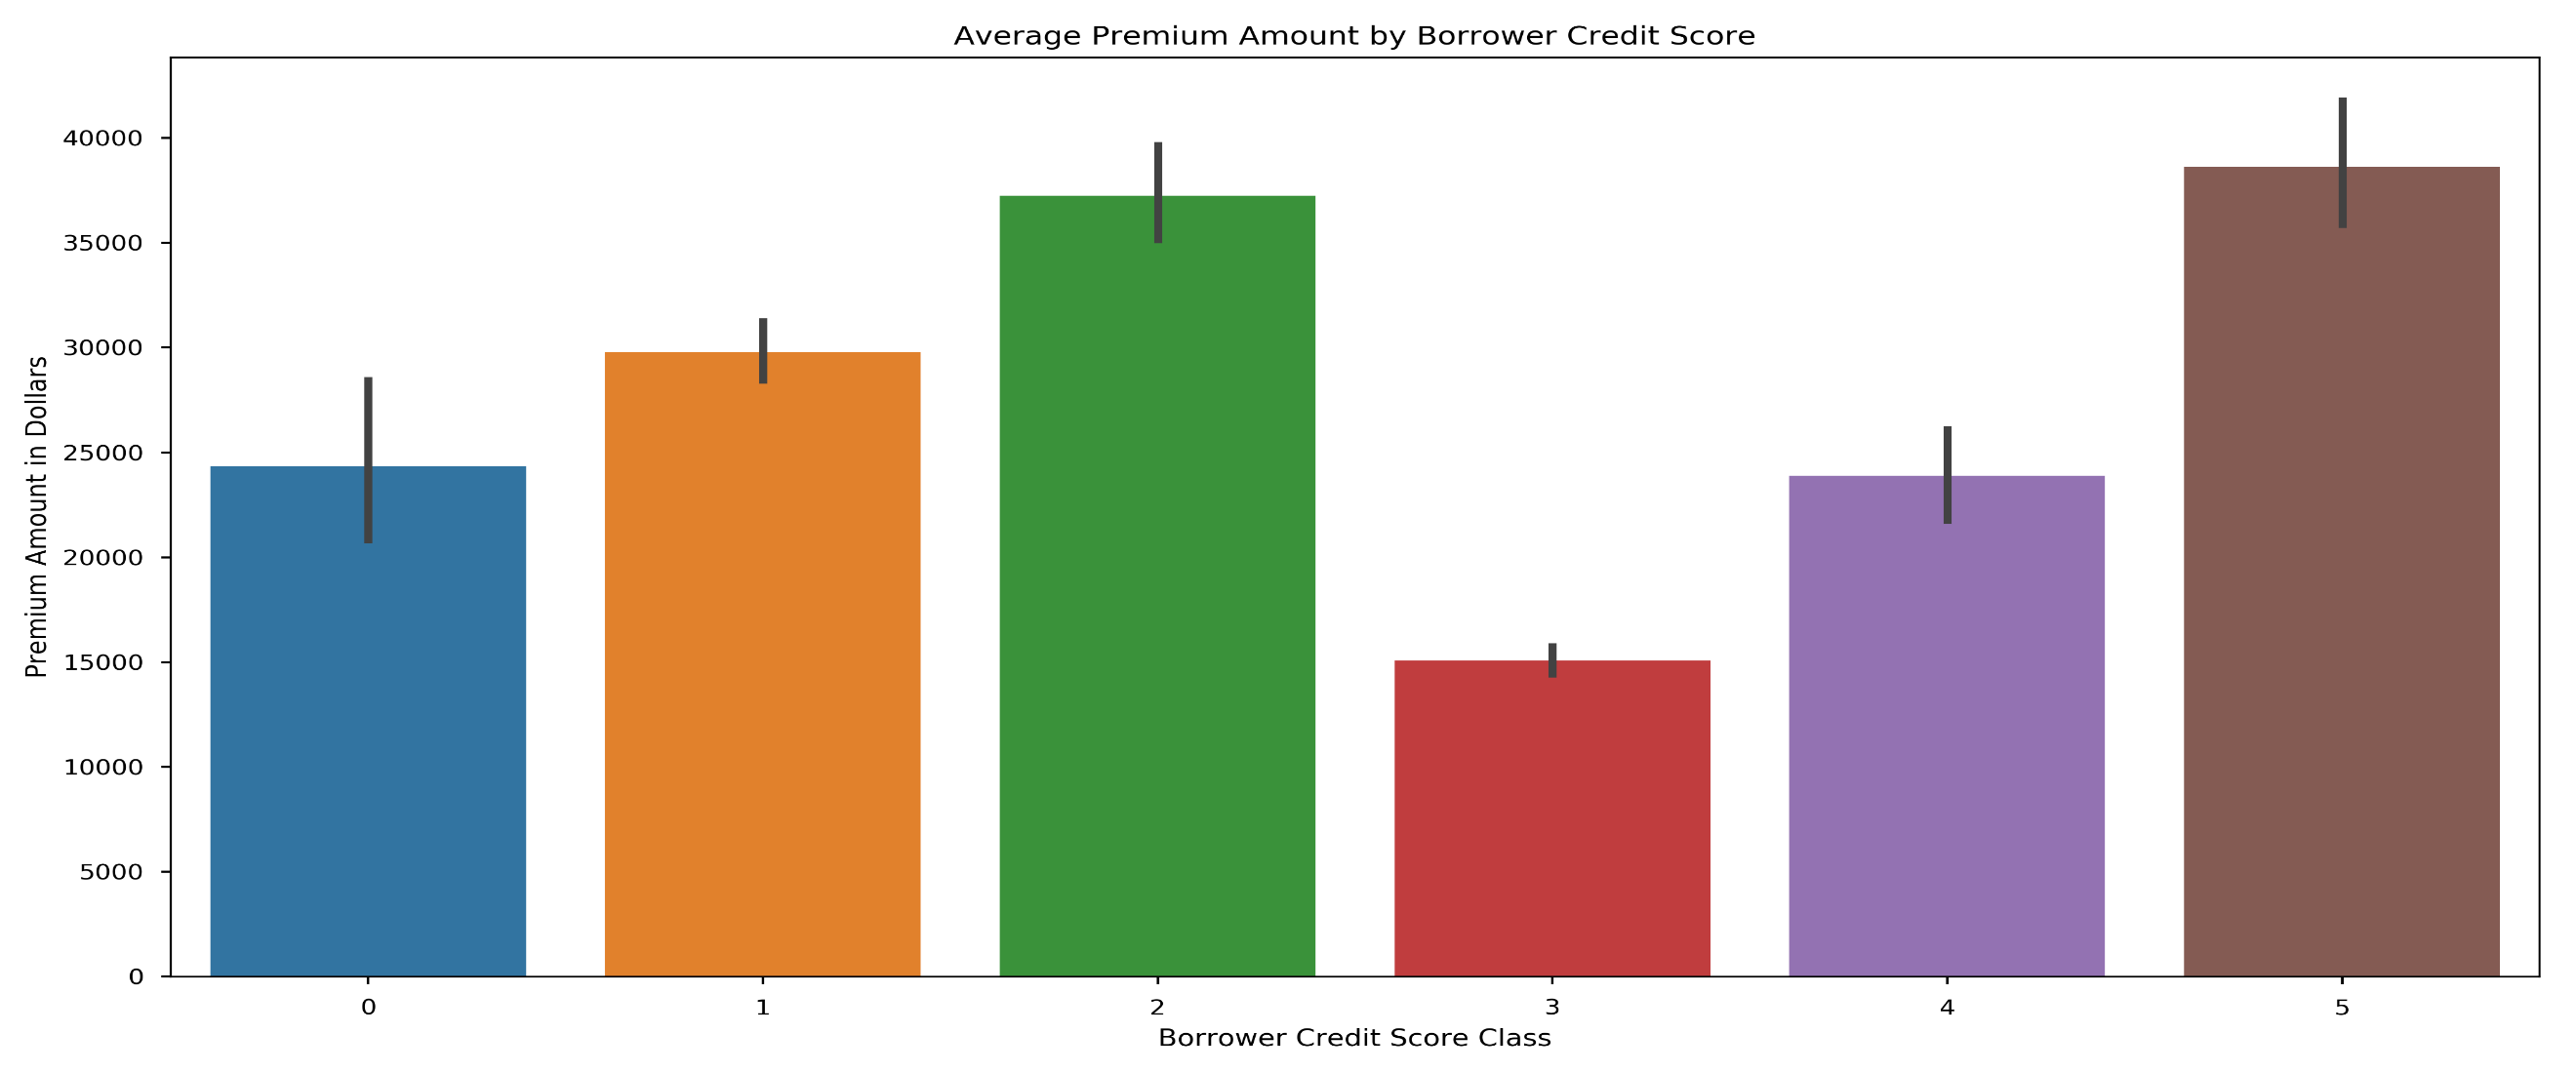 Average Premium Amount by Borrower Credit Score
Premium Amount in Dollars
40000
35000
30000
25000
20000
15000
10000
5000
0
0 1 2 3 4 5
Borrower Credit Score Class